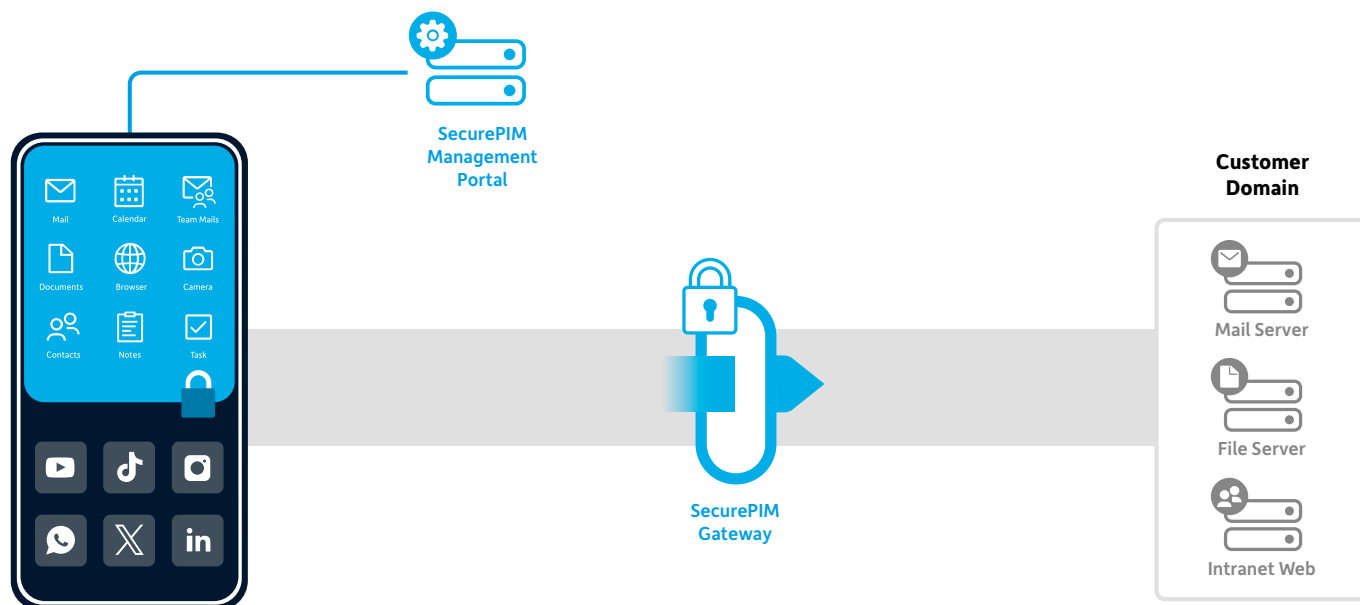 SecurePIM
Management
Portal
Customer
Domain
Mail
Calendar
Team Mails
Documents
Browser
Camera
Contacts
Notes
Task
in
SecurePIM
Gateway
Mail Server
File Server
Intranet Web